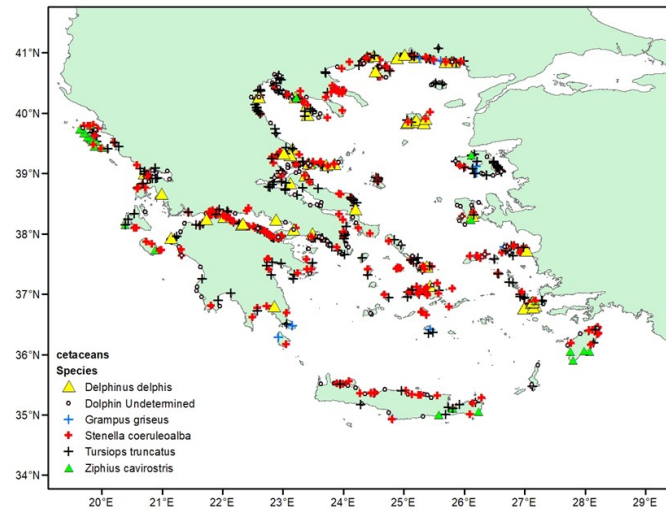 41°N
40°N
39°N
38°N
37°N
36°N
35°N
34°N
cetaceans
Species
Delphinus delphis
Dolphin Undetermined
Grampus griseus
Stenella coeruleoalba
Tursiops truncatus
Ziphius cavirostris
20°E 21°E 22°E 23°E 24°E 25°E 26°E 27°E 28°E 29°E